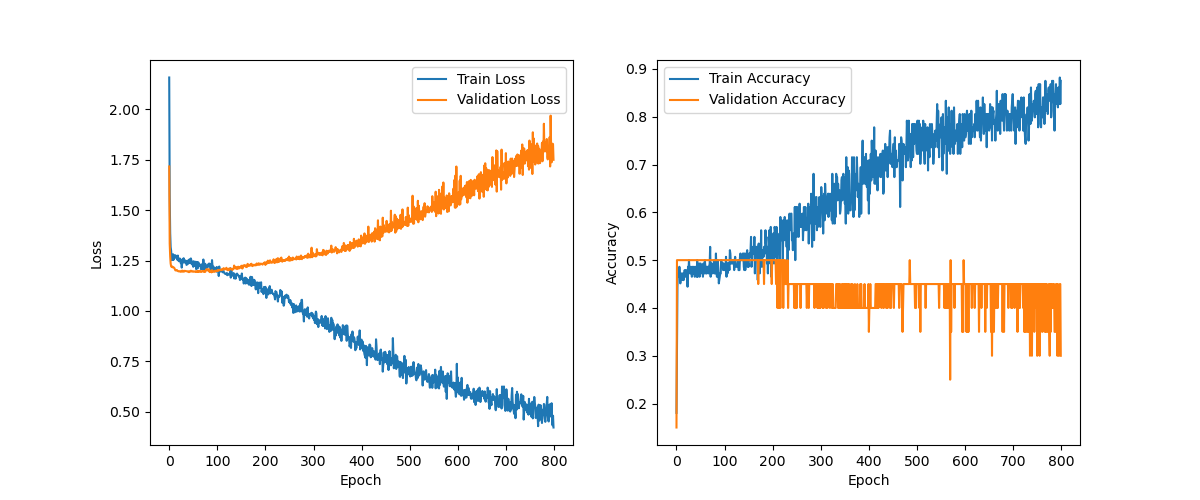 Train Loss
Validation Loss
2.00
1.75
1.50
1.25
1.00
0.75
0.50
Loss
0 100 200 300 400 500 600 700 800
Epoch
Train Accuracy
Validation Accuracy
0.9
0.8
0.7
0.6
0.5
0.4
0.3
0.2
Accuracy
0 100 200 300 400 500 600 700 800
Epoch